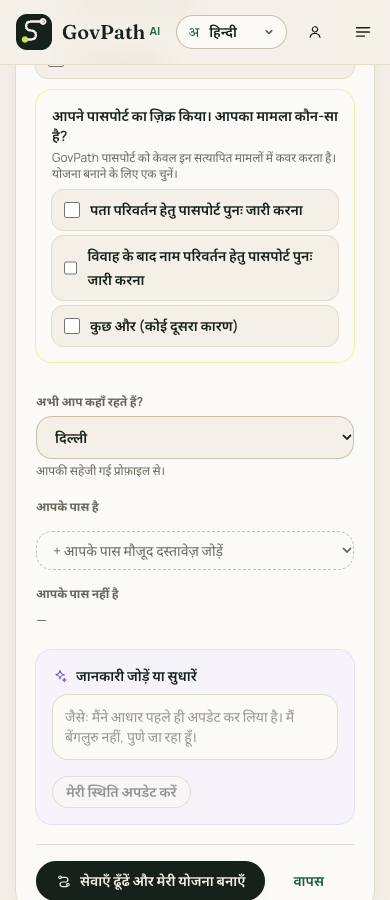 GovPath AI
अ हिन्दी
आपने पासपोर्ट का ज़िक्र किया। आपका मामला कौन-सा
है?
GovPath पासपोर्ट को केवल इन सत्यापित मामलों में कवर करता है।
योजना बनाने के लिए एक चुनें।
पता परिवर्तन हेतु पासपोर्ट पुनः जारी करना
विवाह के बाद नाम परिवर्तन हेतु पासपोर्ट पुनः
जारी करना
कुछ और (कोई दूसरा कारण)
अभी आप कहाँ रहते हैं?
दिल्ली
आपकी सहेजी गई प्रोफ़ाइल से।
आपके पास है
+ आपके पास मौजूद दस्तावेज़ जोड़ें
आपके पास नहीं है
—
जानकारी जोड़ें या सुधारें
जैसेः मैंने आधार पहले ही अपडेट कर लिया है। मैं
बेंगलुरु नहीं, पुणे जा रहा हूँ।
मेरी स्थिति अपडेट करें
सेवाएँ ढूँढें और मेरी योजना बनाएँ
वापस